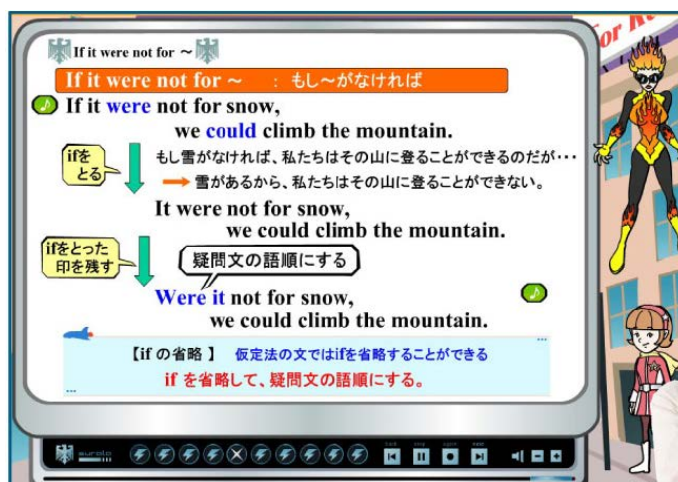 If it were not for ～
If it were not for ～ : もし～がなければ
If it were not for snow,
we could climb the mountain.
ifを
とる
もし雪がなければ、私たちはその山に登ることができるのだが…
→ 雪があるから、私たちはその山に登ることができない。
It were not for snow,
we could climb the mountain.
ifをとった
印を残す
疑問文の語順にする
Were it not for snow,
we could climb the mountain.
【if の省略 】 仮定法の文ではifを省略することができる
if を省略して、疑問文の語順にする。